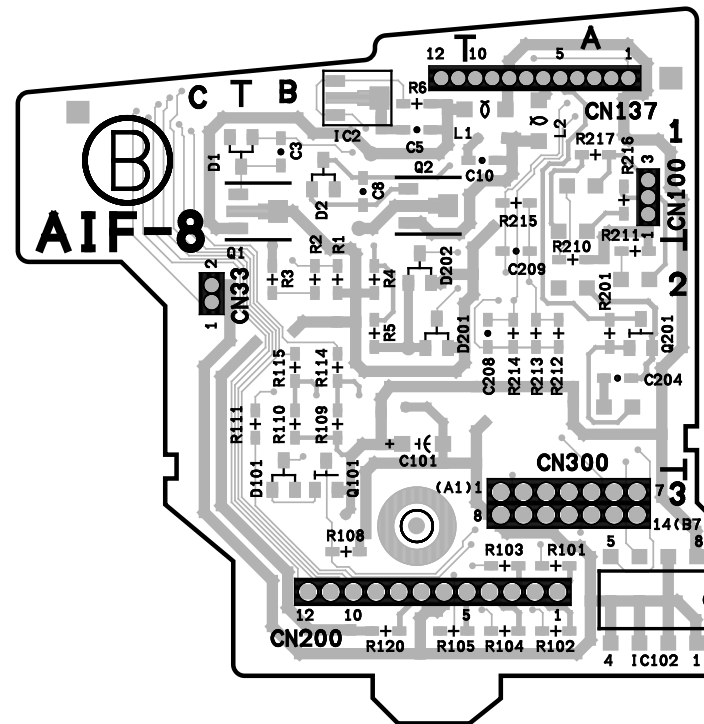 T
A
12 10 5 1
C T B
R6
CN137
IC2
C5
L1
L2
R217
R216
1
D1
C3
Q2
C10
3
CN100
B
D2
C8
R215
1
AIF-8
R210
R211
T
Q1
R2
R1
D202
C209
2
2
CN33
R3
R4
R201
1
R5
D201
C208
R214
R213
R212
Q201
R115
R114
C204
R111
R110
R109
C101
CN300
T
D101
Q101
(A1)1
7
3
8
14(B7
R108
R103
R101
5
8
12 10 5 1
CN200
R120
R105
R104
R102
4
IC102
1